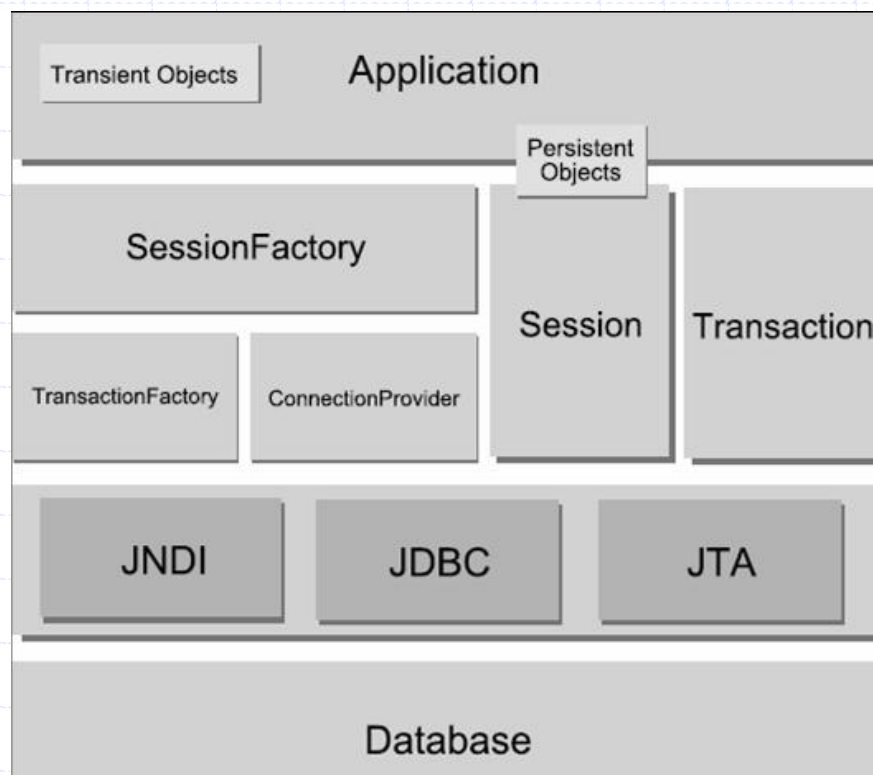 Transient Objects
Application
Persistent
Objects
SessionFactory
Session
Transaction
TransactionFactory
ConnectionProvider
JNDI
JDBC
JTA
Database